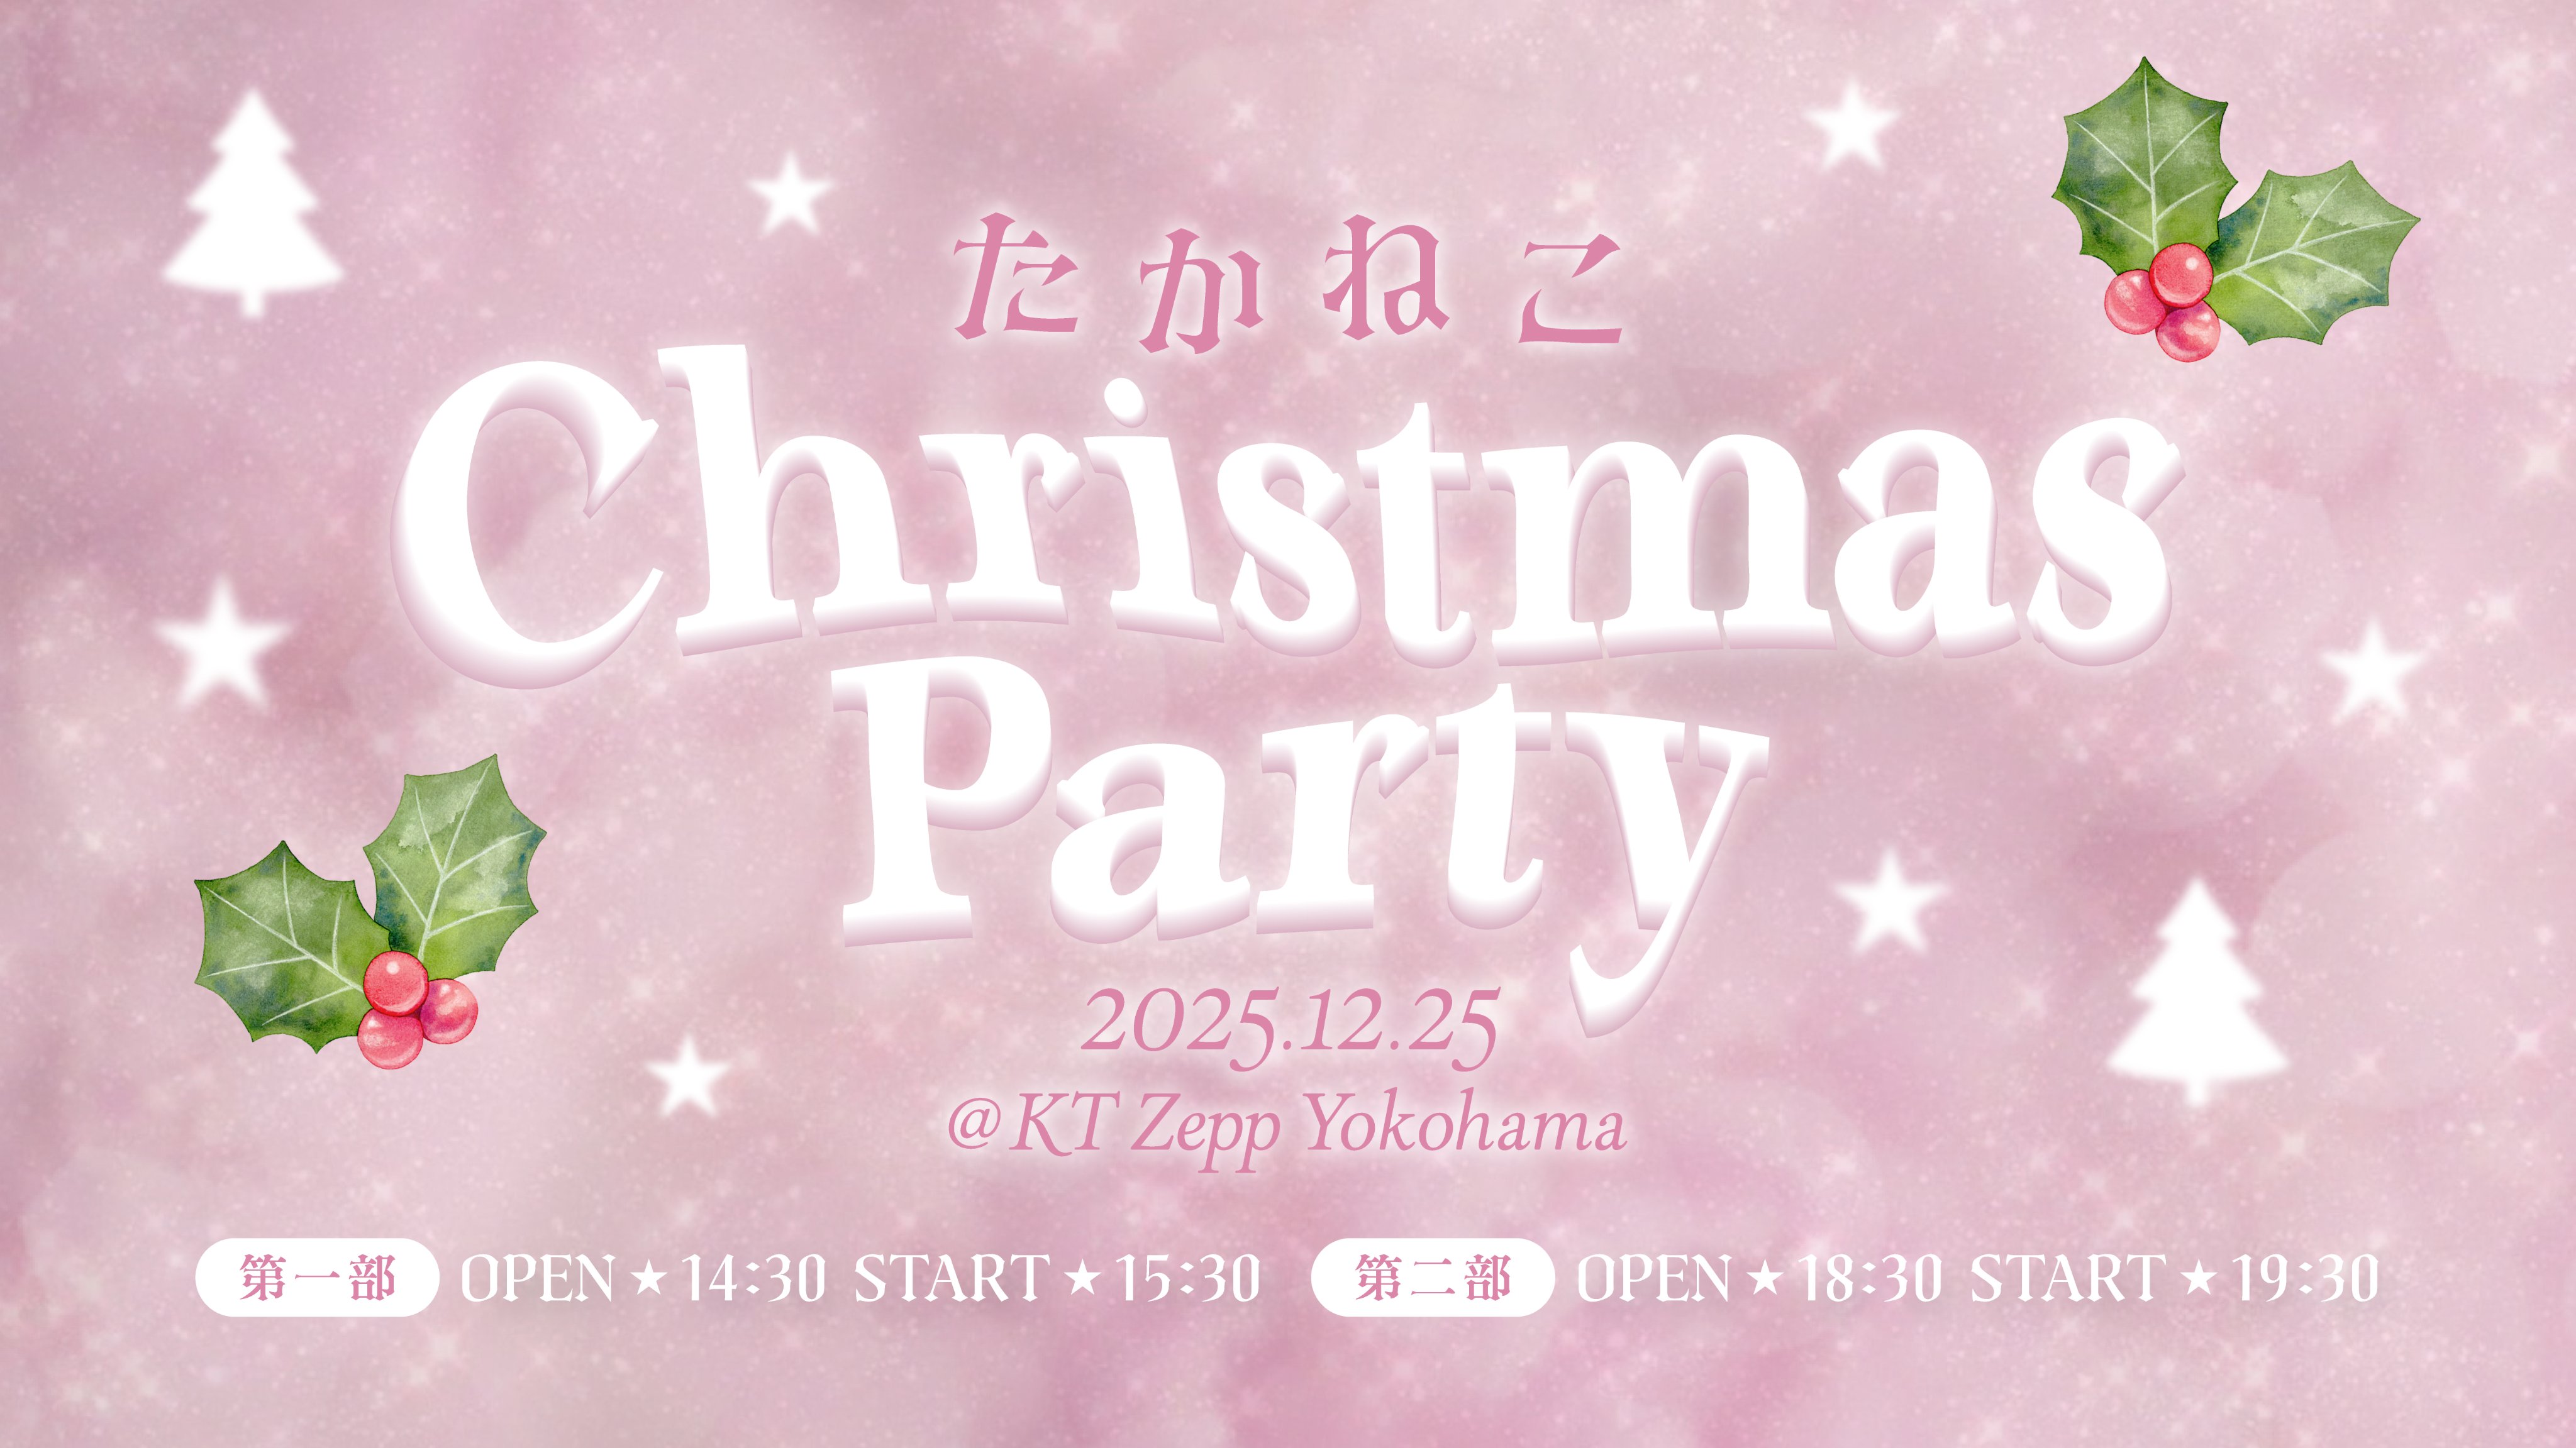 たかねこ
Christmas
Party
2025.12.25
@KT Zepp Yokohama
第一部 OPEN★14:30 START★15:30 第二部 OPEN★18:30 START★19:30